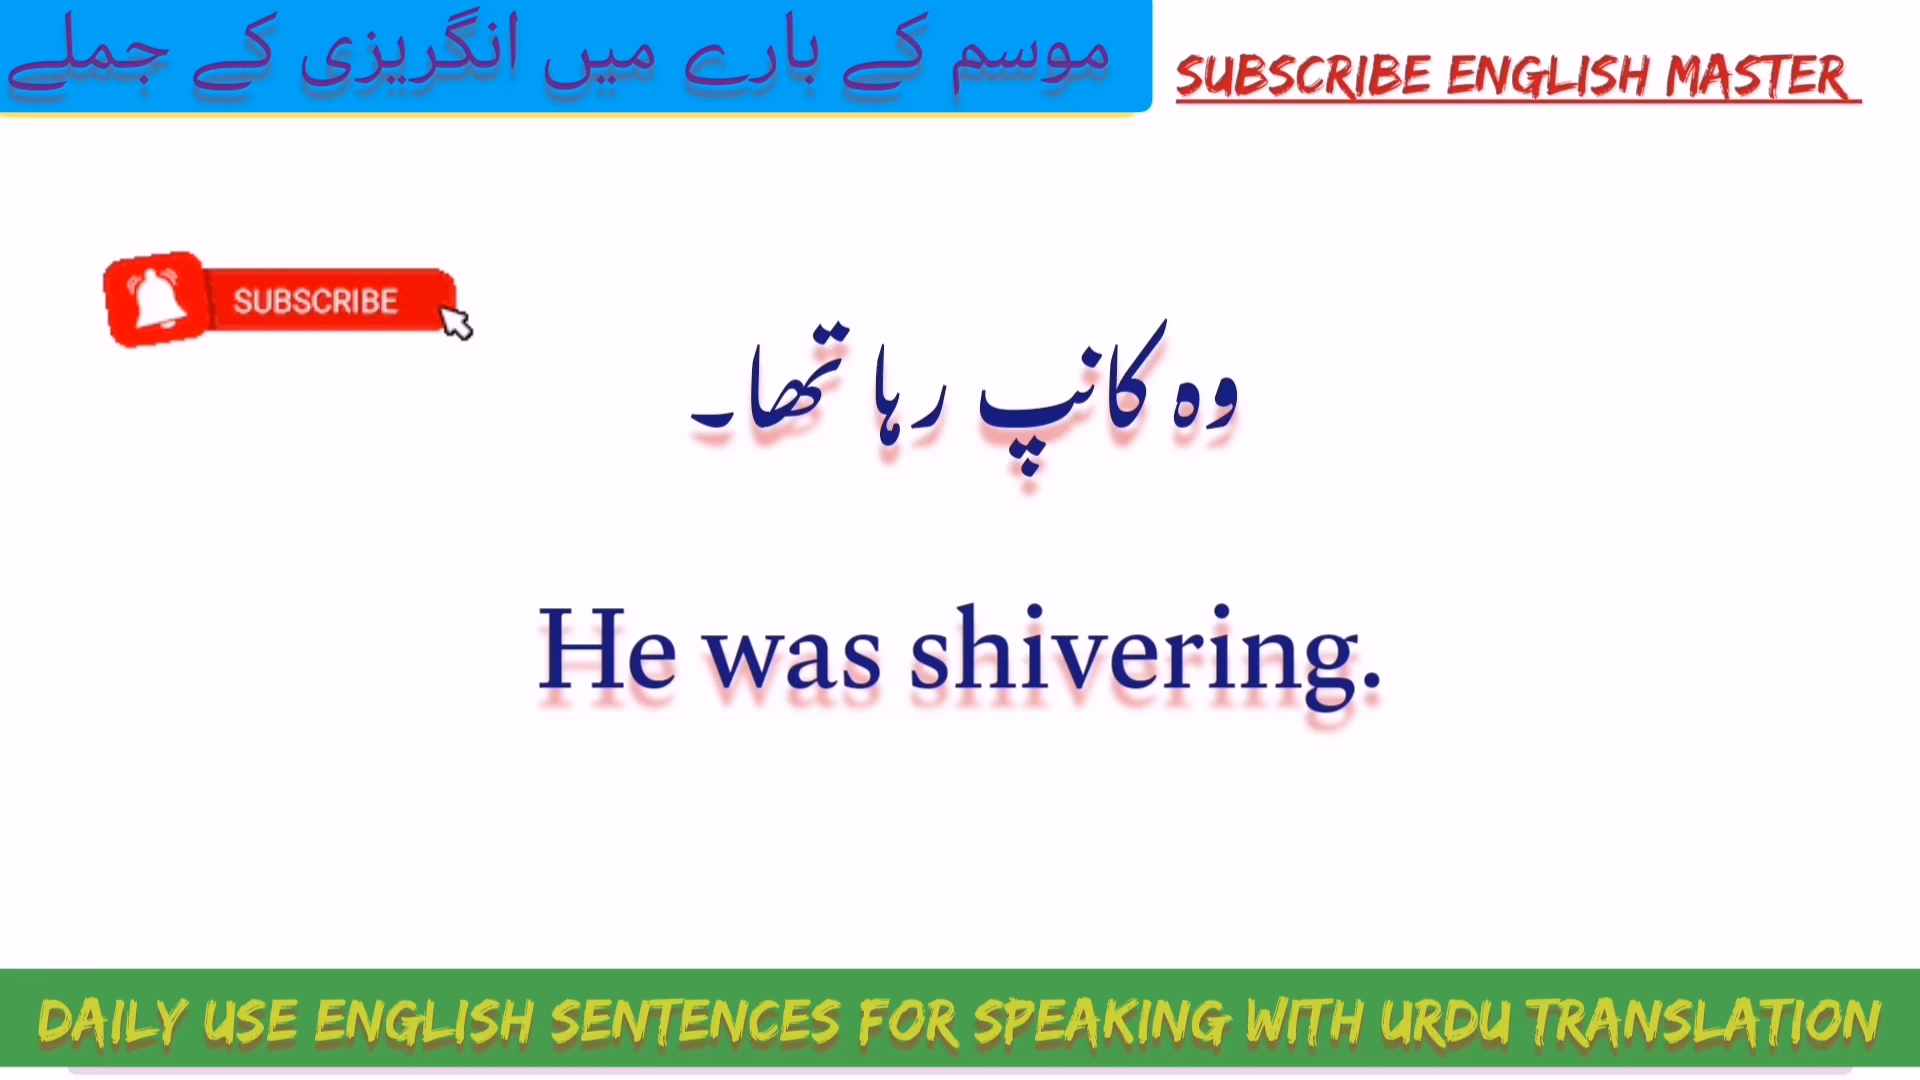 موسم کے بارے میں انگریزی کے جملے
SUBSCRIBE ENGLISH MASTER
SUBSCRIBE
وہ کانپ رہا تھا۔
He was shivering.
DAILY USE ENGLISH SENTENCES FOR SPEAKING WITH URDU TRANSLATION